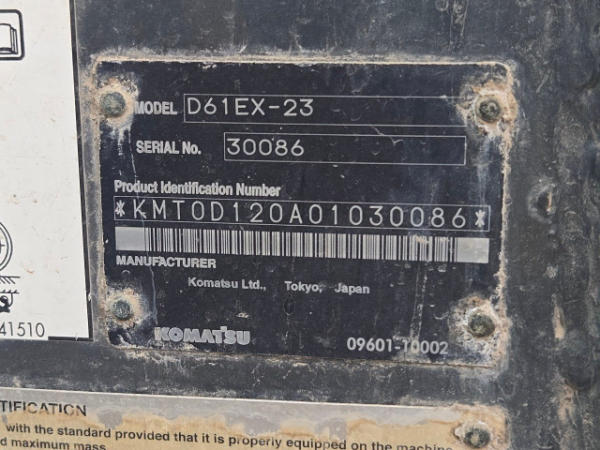 MODEL D61EX-23
SERIAL No. 30086
Product Identification Number
*KMT0D120A01030086*
MANUFACTURER
Komatsu Ltd., Tokyo, Japan
KOMATSU 09601-10002
41510
TIFICATION
with the standard provided that it is properly equipped on the machine
d maximum mass